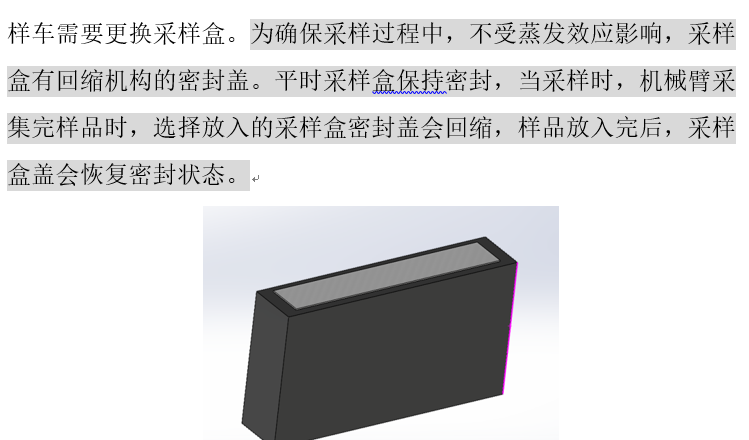 样车需要更换采样盒。为确保采样过程中，不受蒸发效应影响，采样
盒有回缩机构的密封盖。平时采样盒保持密封，当采样时，机械臂采
集完样品时，选择放入的采样盒密封盖会回缩，样品放入完后，采样
盒盖会恢复密封状态。